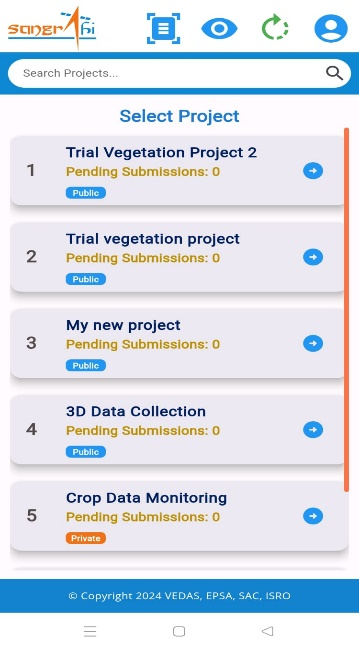 sangrahi
Search Projects...
Select Project
1
Trial Vegetation Project 2
Pending Submissions: 0
Public
2
Trial vegetation project
Pending Submissions: 0
Public
3
My new project
Pending Submissions: 0
Public
4
3D Data Collection
Pending Submissions: 0
Public
5
Crop Data Monitoring
Pending Submissions: 0
Private
© Copyright 2024 VEDAS, EPSA, SAC, ISRO